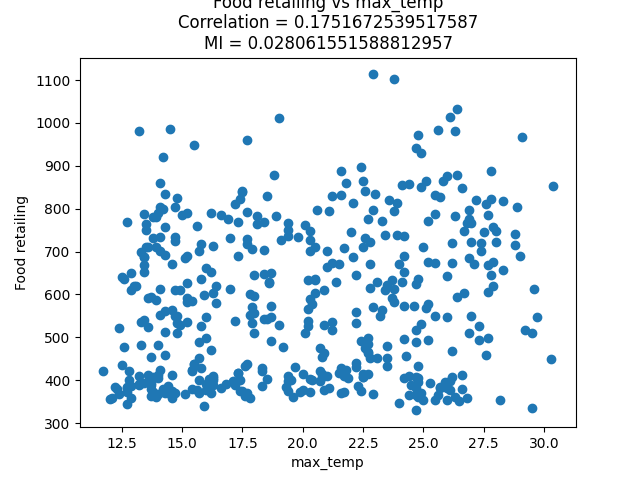 Food retailing vs max_temp
Correlation = 0.1751672539517587
MI = 0.028061551588812957
1100
1000
900
800
700
600
500
400
300
Food retailing
12.5 15.0 17.5 20.0 22.5 25.0 27.5 30.0
max_temp